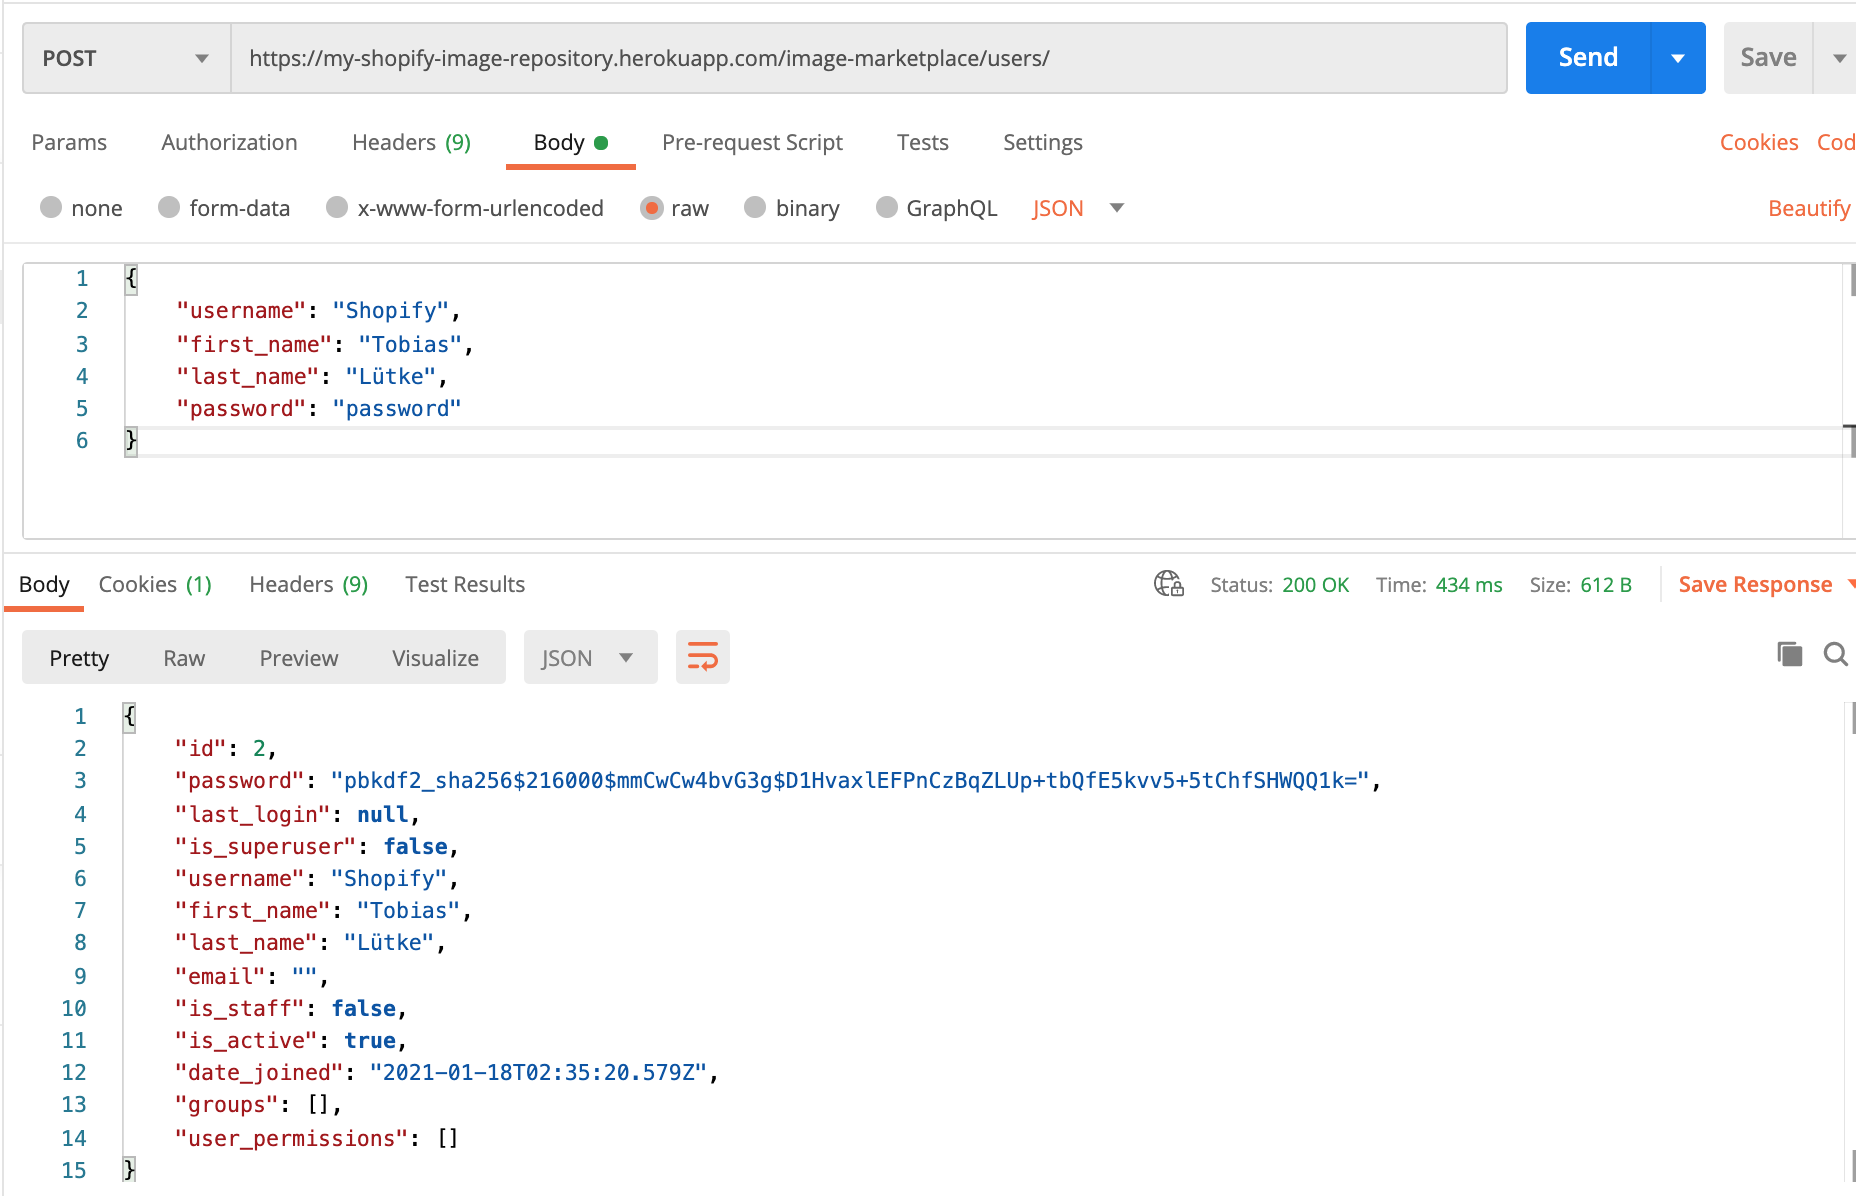 POST https://my-shopify-image-repository.herokuapp.com/image-marketplace/users/ Send Save
Params Authorization Headers (9) Body Pre-request Script Tests Settings Cookies Cod
none form-data x-www-form-urlencoded raw binary GraphQL JSON Beautify
1 {
2 "username": "Shopify",
3 "first_name": "Tobias",
4 "last_name": "Lütke",
5 "password": "password"
6 }
Body Cookies (1) Headers (9) Test Results Status: 200 OK Time: 434 ms Size: 612 B Save Response
Pretty Raw Preview Visualize JSON
1 {
2 "id": 2,
3 "password": "pbkdf2_sha256$216000$mmCwCw4bvG3g$D1HvaxlEFPnCzBqZLUp+tbQfE5kvv5+5tChfSHWQQ1k=",
4 "last_login": null,
5 "is_superuser": false,
6 "username": "Shopify",
7 "first_name": "Tobias",
8 "last_name": "Lütke",
9 "email": "",
10 "is_staff": false,
11 "is_active": true,
12 "date_joined": "2021-01-18T02:35:20.579Z",
13 "groups": [],
14 "user_permissions": []
15 }